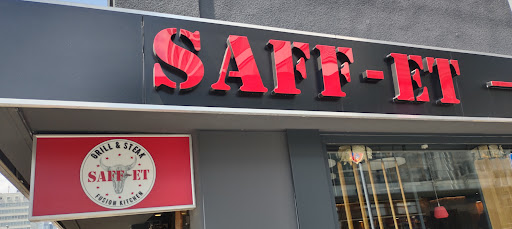 SAFF-ET
GRILL & STEAK
SAFF-ET
FUSION KITCHEN